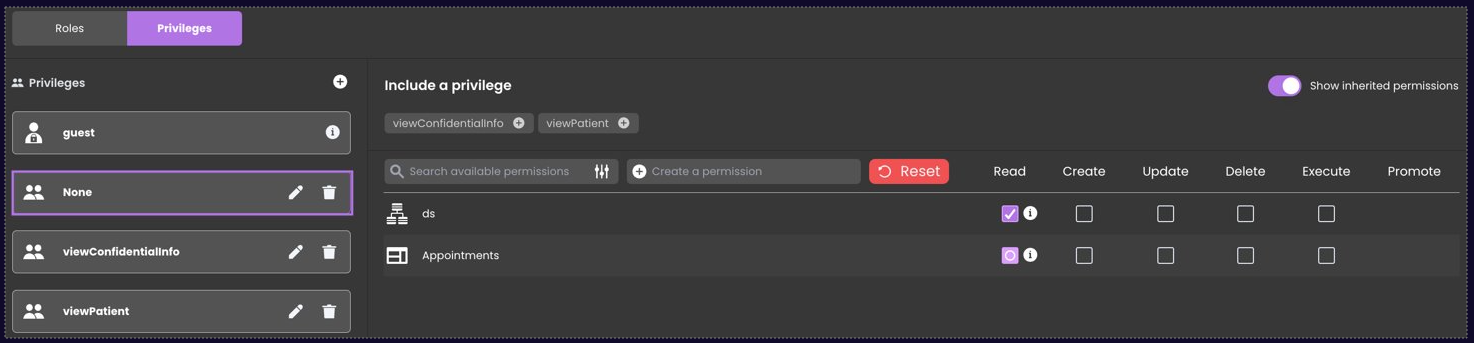 Roles
Privileges
Privileges
guest
None
viewConfidentialInfo
viewPatient
Include a privilege
Show inherited permissions
viewConfidentialInfo
viewPatient
Search available permissions
Create a permission
Reset
Read
Create
Update
Delete
Execute
Promote
ds
Appointments